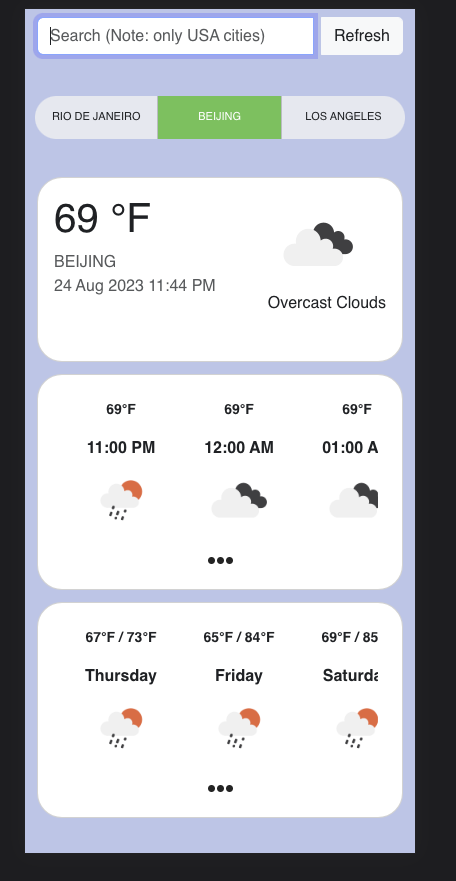 Search (Note: only USA cities) Refresh
RIO DE JANEIRO BEIJING LOS ANGELES
69 °F
BEIJING
24 Aug 2023 11:44 PM
Overcast Clouds
69°F 69°F 69°F
11:00 PM 12:00 AM 01:00 A
67°F / 73°F 65°F / 84°F 69°F / 85
Thursday Friday Saturda